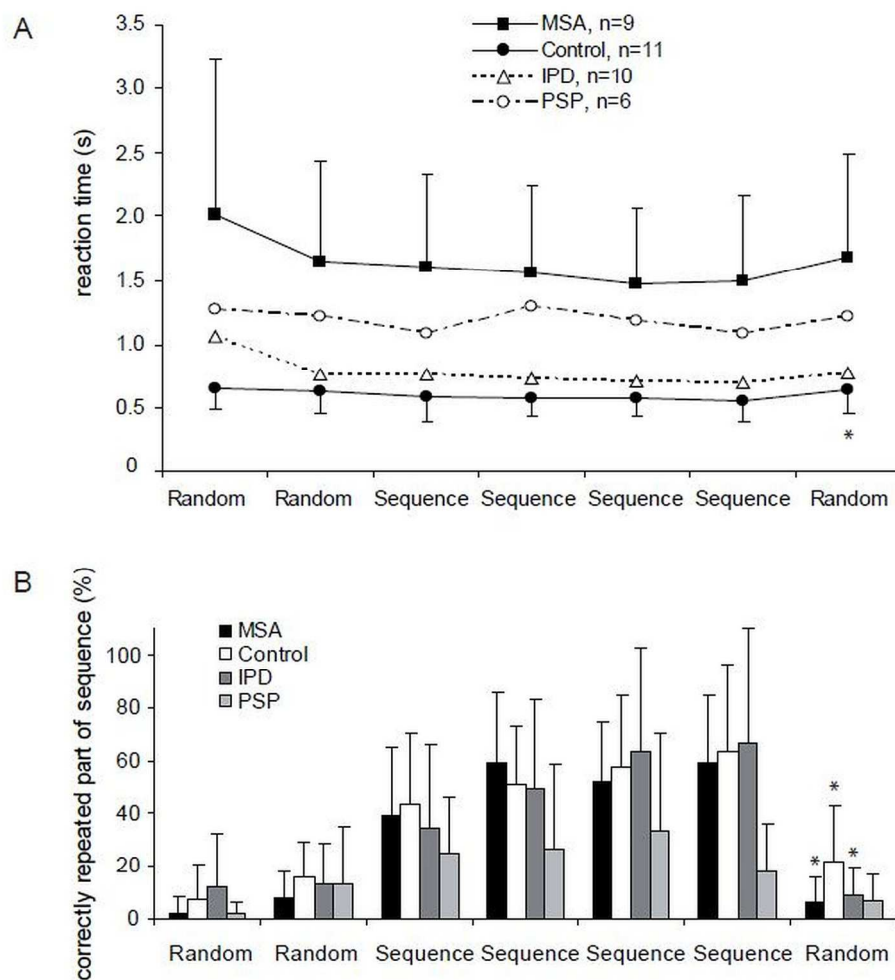 A
MSA, n=9
Control, n=11
IPD, n=10
PSP, n=6
reaction time (s)
3.5
3.0
2.5
2.0
1.5
1.0
0.5
0
*
Random Random Sequence Sequence Sequence Sequence Random
B
MSA
Control
IPD
PSP
correctly repeated part of sequence (%)
100
80
60
40
20
0
* * *
Random Random Sequence Sequence Sequence Sequence Random